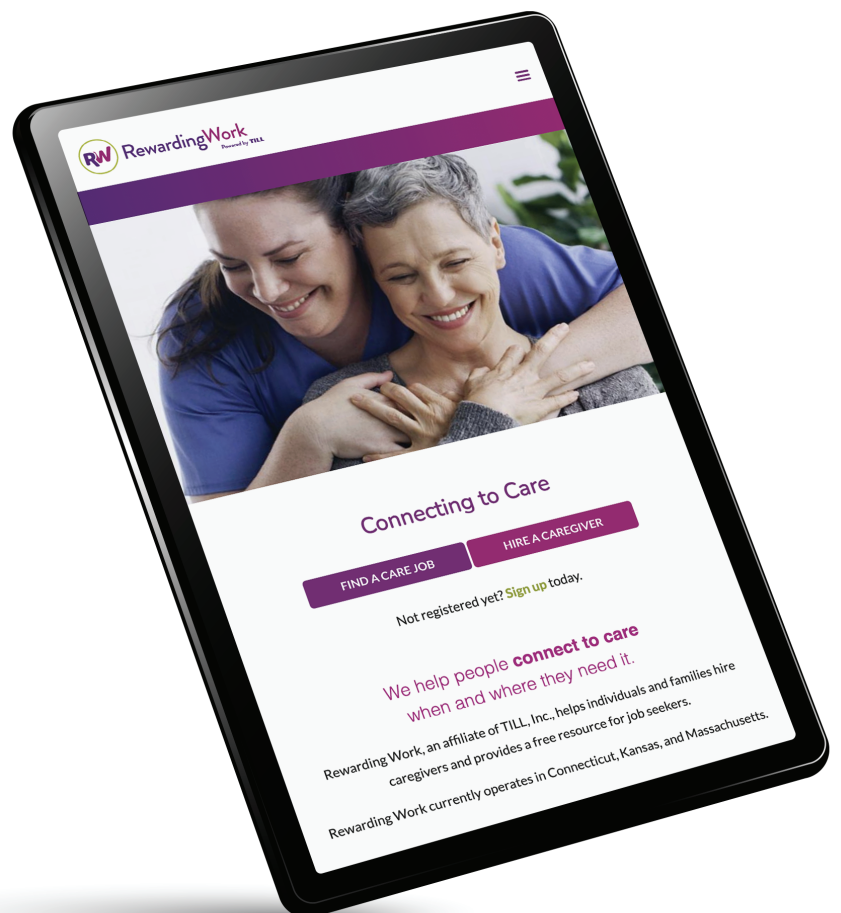 RW RewardingWork
Powered by TILL
Connecting to Care
FIND A CARE JOB
HIRE A CAREGIVER
Not registered yet? Sign up today.
We help people connect to care
when and where they need it.
Rewarding Work, an affiliate of TILL, Inc., helps individuals and families hire
caregivers and provides a free resource for job seekers.
Rewarding Work currently operates in Connecticut, Kansas, and Massachusetts.